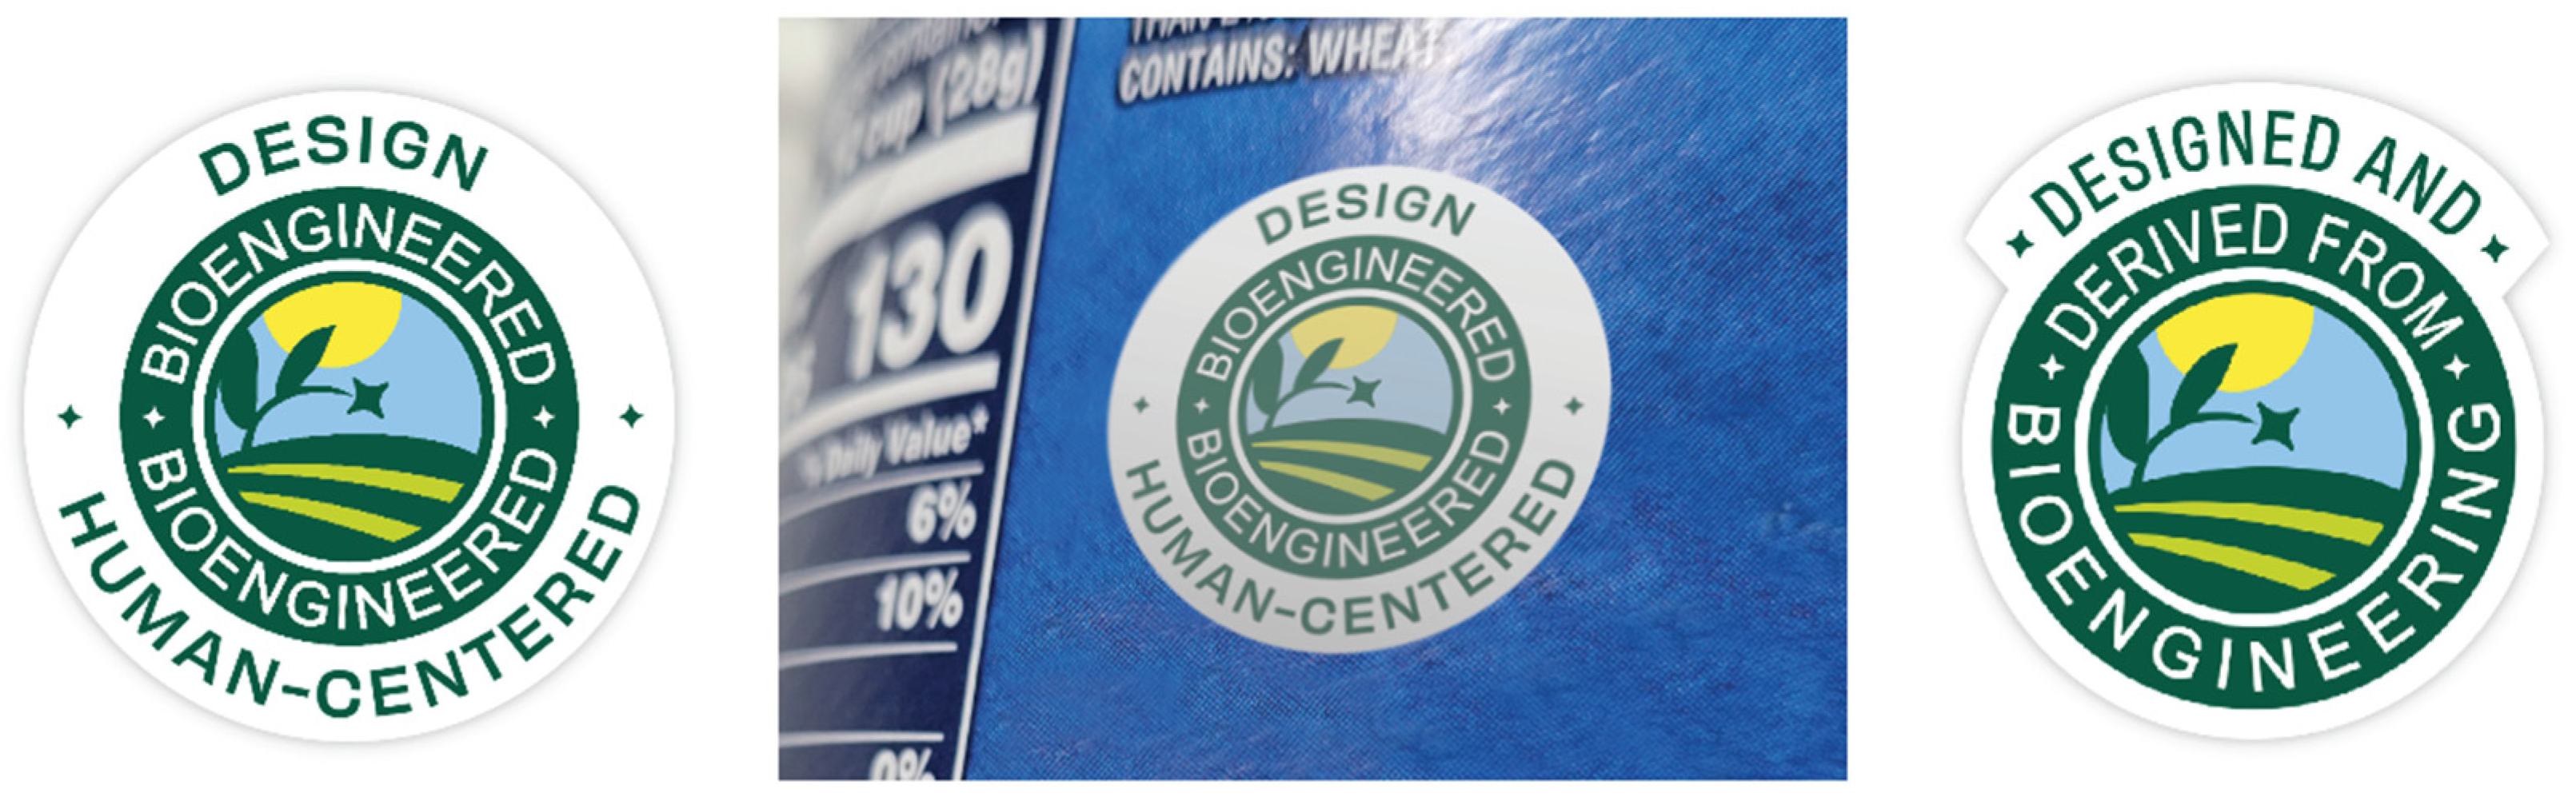 DESIGN
BIOENGINEERED
BIOENGINEERED
HUMAN-CENTERED
CONTAINS: WHEAT
cup (28g)
130
% Daily Value*
6%
10%
0%
DESIGN
BIOENGINEERED
BIOENGINEERED
HUMAN-CENTERED
DESIGNED AND
DERIVED FROM
BIOENGINEERING